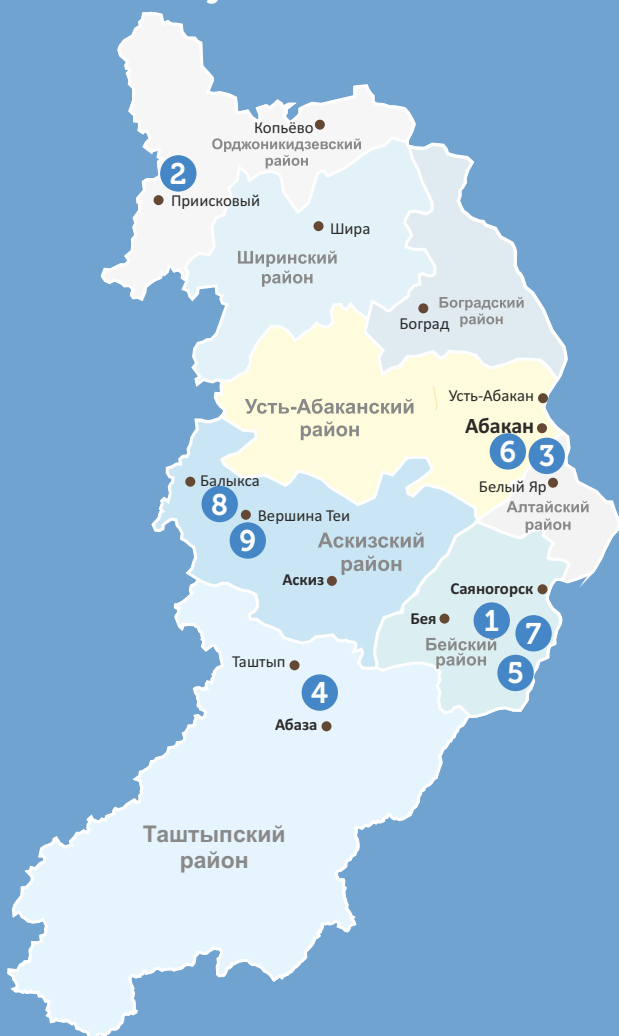 Копьёво
Орджоникидзевский
район
2
Приисковый
Шира
Ширинский
район
Боградский
район
Боград
Усть-Абакан
Усть-Абаканский
район
Абакан
6
3
Белый Яр
Алтайский
район
Балыкса
8
Вершина Теи
9
Аскизский
район
Аскиз
Саяногорск
Бея
1
7
Бейский
район
5
Таштып
4
Абаза
Таштыпский
район